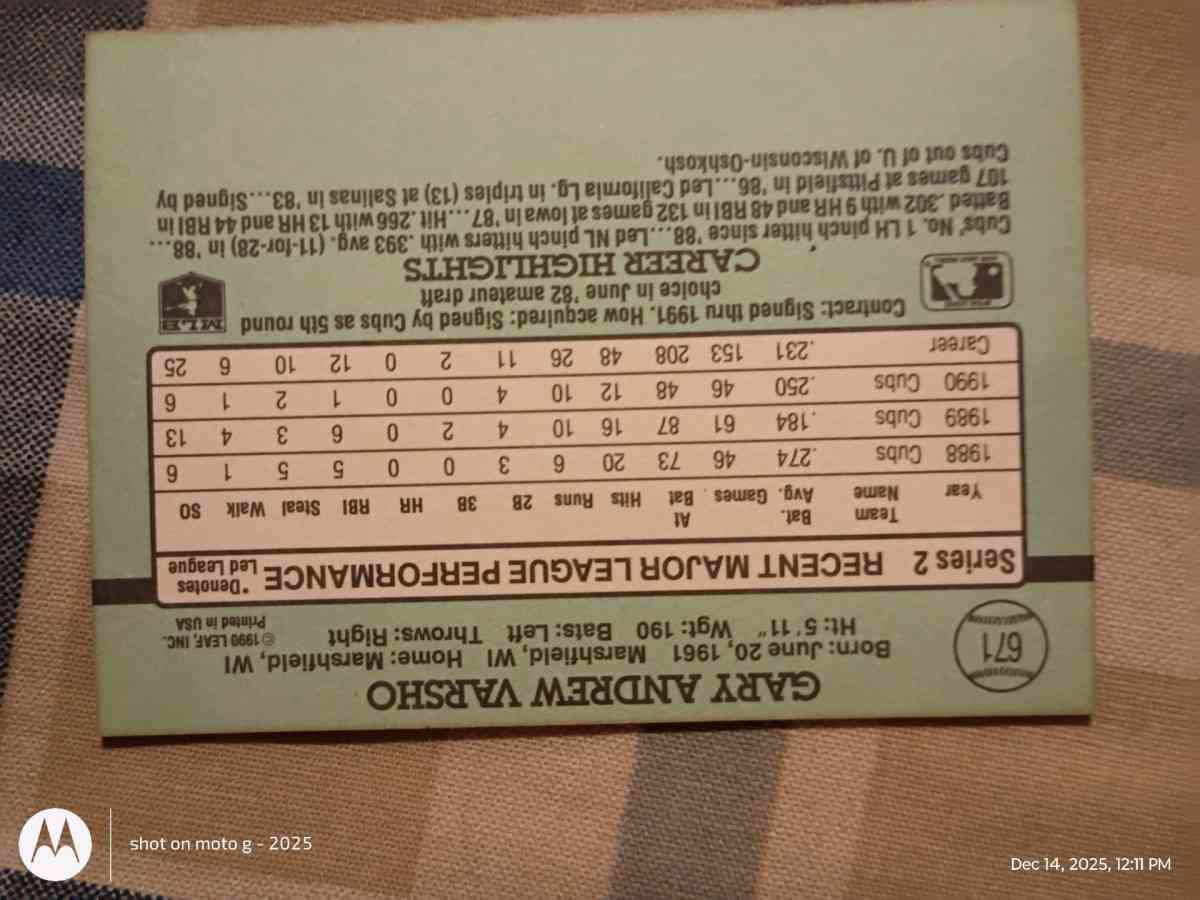 GARY ANDREW VARSHO
671
Born: June 20, 1961 Marshfield, WI Home: Marshfield, WI
Ht: 5'11" Wgt: 190 Bats: Left Throws: Right
© 1990 LEAF, INC.
Printed in USA
Series 2 RECENT MAJOR LEAGUE PERFORMANCE *Denotes Led League
Year Team Name Bat. Avg. Games At Bat Hits Runs 2B 3B HR RBI Steal Walk SO
1988 Cubs .274 46 73 20 6 3 0 0 5 5 1 6
1989 Cubs .184 61 87 16 10 4 2 0 6 3 4 13
1990 Cubs .250 46 48 12 10 4 0 0 1 2 1 6
Career .231 153 208 48 26 11 2 0 12 10 6 25
Contract: Signed thru 1991. How acquired: Signed by Cubs as 5th round
choice in June '82 amateur draft
MLB
CAREER HIGHLIGHTS
Cubs' No. 1 LH pinch hitter since '88...Led NL pinch hitters with .393 avg. (11-for-28) in '88...
Batted .302 with 9 HR and 48 RBI in 132 games at Iowa in '87...Hit .266 with 13 HR and 44 RBI in
107 games at Pittsfield in '86...Led California Lg. in triples (13) at Salinas in '83...Signed by
Cubs out of U. of Wisconsin-Oshkosh.
shot on moto g - 2025
Dec 14, 2025, 12:11 PM